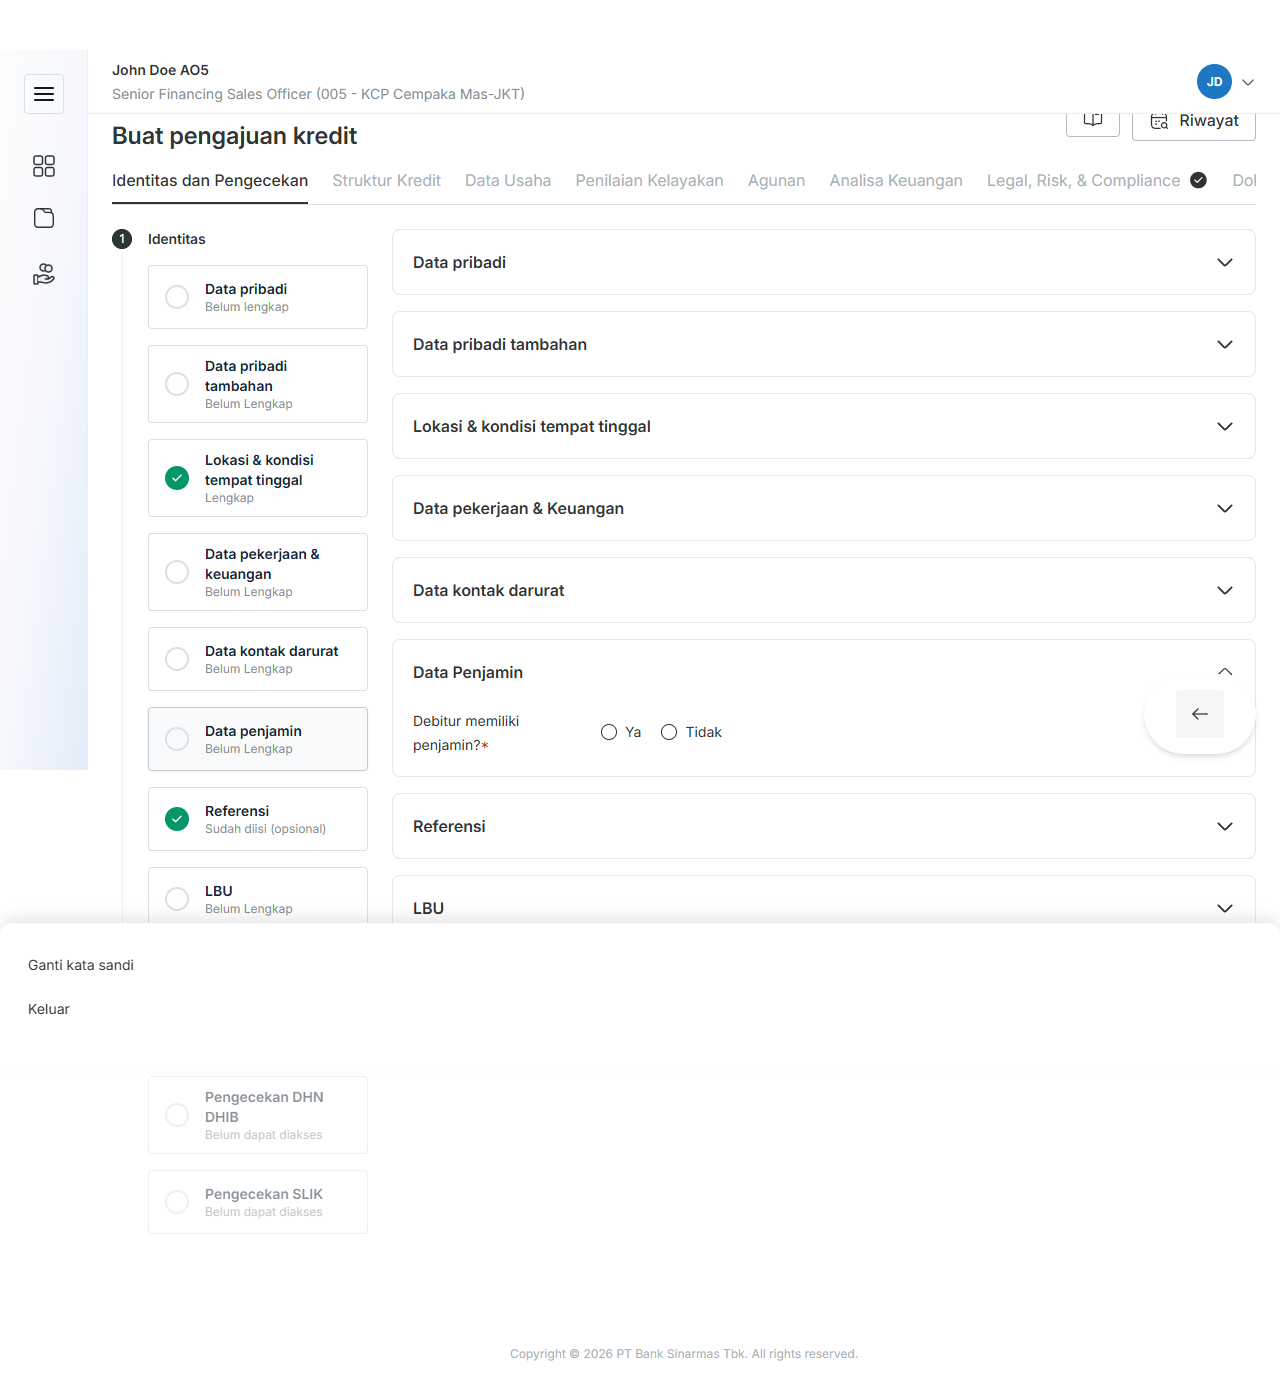 John Doe AO5
Senior Financing Sales Officer (005 - KCP Cempaka Mas-JKT)
JD
Buat pengajuan kredit
Riwayat
Identitas dan Pengecekan
Struktur Kredit
Data Usaha
Penilaian Kelayakan
Agunan
Analisa Keuangan
Legal, Risk, & Compliance
Dol
1
Identitas
Data pribadi
Belum lengkap
Data pribadi
tambahan
Belum Lengkap
Lokasi & kondisi
tempat tinggal
Lengkap
Data pekerjaan &
keuangan
Belum Lengkap
Data kontak darurat
Belum Lengkap
Data penjamin
Belum Lengkap
Referensi
Sudah diisi (opsional)
LBU
Belum Lengkap
Data pribadi
Data pribadi tambahan
Lokasi & kondisi tempat tinggal
Data pekerjaan & Keuangan
Data kontak darurat
Data Penjamin
Debitur memiliki
penjamin?*
Ya
Tidak
Referensi
LBU
Ganti kata sandi
Keluar
Pengecekan DHN
DHIB
Belum dapat diakses
Pengecekan SLIK
Belum dapat diakses
Copyright © 2026 PT Bank Sinarmas Tbk. All rights reserved.